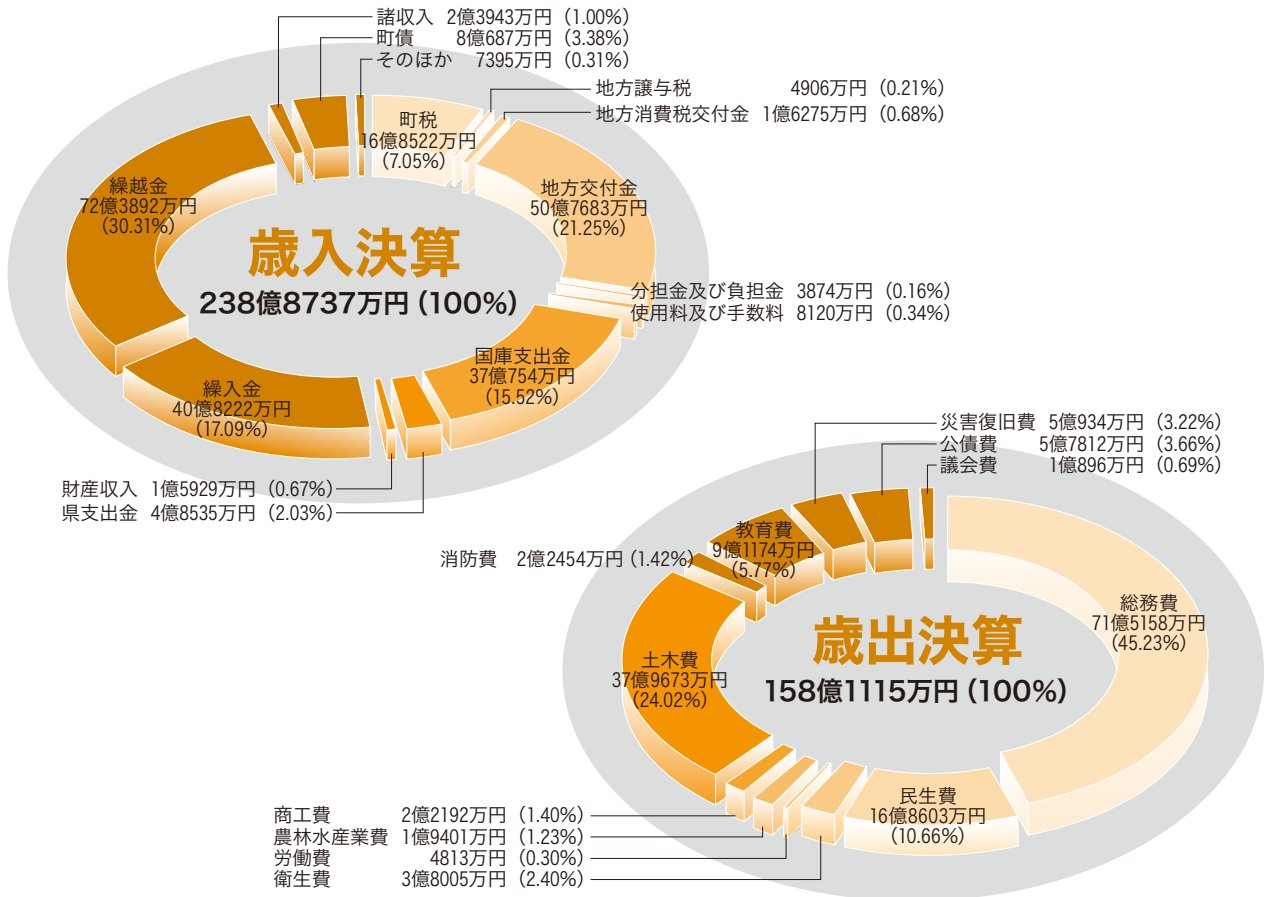 諸収入 2億3943万円（1.00%）
町債 8億687万円（3.38%）
そのほか 7395万円（0.31%）
地方譲与税 4906万円（0.21%）
地方消費税交付金 1億6275万円（0.68%）
町税
16億8522万円
（7.05%）
地方交付金
50億7683万円
（21.25%）
繰越金
72億3892万円
（30.31%）
歳入決算
238億8737万円（100%）
分担金及び負担金 3874万円（0.16%）
使用料及び手数料 8120万円（0.34%）
国庫支出金
37億754万円
（15.52%）
繰入金
40億8222万円
（17.09%）
財産収入 1億5929万円（0.67%）
県支出金 4億8535万円（2.03%）
災害復旧費 5億934万円（3.22%）
公債費 5億7812万円（3.66%）
議会費 1億896万円（0.69%）
教育費
9億1174万円
（5.77%）
消防費 2億2454万円（1.42%）
総務費
71億5158万円
（45.23%）
歳出決算
158億1115万円（100%）
土木費
37億9673万円
（24.02%）
民生費
16億8603万円
（10.66%）
商工費 2億2192万円（1.40%）
農林水産業費 1億9401万円（1.23%）
労働費 4813万円（0.30%）
衛生費 3億8005万円（2.40%）